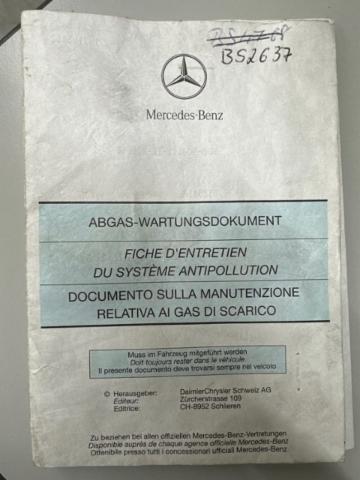 BS2637
Mercedes-Benz
ABGAS-WARTUNGSDOKUMENT
FICHE D'ENTRETIEN
DU SYSTÈME ANTIPOLLUTION
DOCUMENTO SULLA MANUTENZIONE
RELATIVA AI GAS DI SCARICO
Muss im Fahrzeug mitgeführt werden
Doit toujours rester dans le véhicule
Il presente documento deve trovarsi sempre nel veicolo
© Herausgeber: DaimlerChrysler Schweiz AG
Editeur: Zürcherstrasse 109
Editrice: CH-8952 Schlieren
Zu beziehen bei allen offiziellen Mercedes-Benz-Vertretungen
Disponible auprès de chaque agence officielle Mercedes-Benz
Ottenibile presso tutti i concessionari ufficiali Mercedes-Benz.